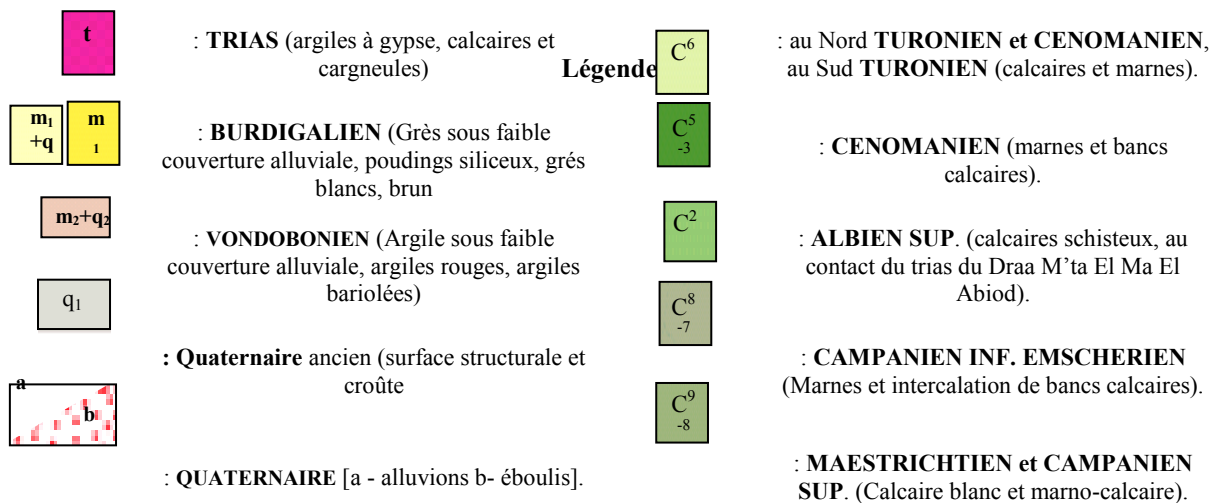 Légende
t
: TRIAS (argiles à gypse, calcaires et
cargneules)
m₁
+q
m
1
: BURDIGALIEN (Grès sous faible
couverture alluviale, poudings siliceux, grés
blancs, brun
m₂+q₂
: VONDOBONIEN (Argile sous faible
couverture alluviale, argiles rouges, argiles
bariolées)
q₁
: Quaternaire ancien (surface structurale et
croûte
a
b
: QUATERNAIRE [a - alluvions b- éboulis].
C⁶
: au Nord TURONIEN et CENOMANIEN,
au Sud TURONIEN (calcaires et marnes).
C⁵
-3
: CENOMANIEN (marnes et bancs
calcaires).
C²
: ALBIEN SUP. (calcaires schisteux, au
contact du trias du Draa M’ta El Ma El
Abiod).
C⁸
-7
: CAMPANIEN INF. EMSCHERIEN
(Marnes et intercalation de bancs calcaires).
C⁹
-8
: MAESTRICHTIEN et CAMPANIEN
SUP. (Calcaire blanc et marno-calcaire).